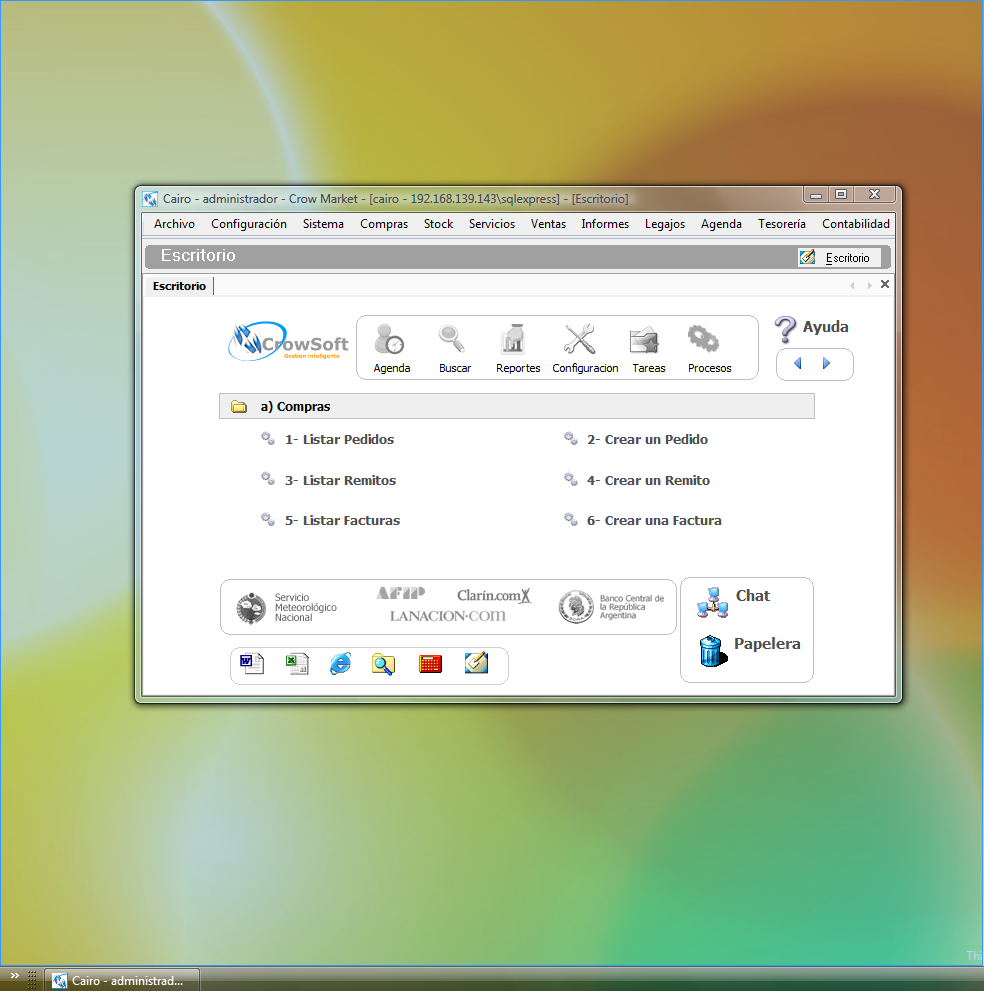 Cairo - administrador - Crow Market - [cairo - 192.168.139.143\sqlexpress] - [Escritorio]
Archivo Configuración Sistema Compras Stock Servicios Ventas Informes Legajos Agenda Tesorería Contabilidad
Escritorio Escritorio
Escritorio
CrowSoft
Gestion inteligente
Agenda Buscar Reportes Configuracion Tareas Procesos
Ayuda
a) Compras
1- Listar Pedidos 2- Crear un Pedido
3- Listar Remitos 4- Crear un Remito
5- Listar Facturas 6- Crear una Factura
Servicio
Meteorológico
Nacional
AFIP
Clarín.com
LANACION.COM
Banco Central de
la República
Argentina
Chat
Papelera
Cairo - administrad...